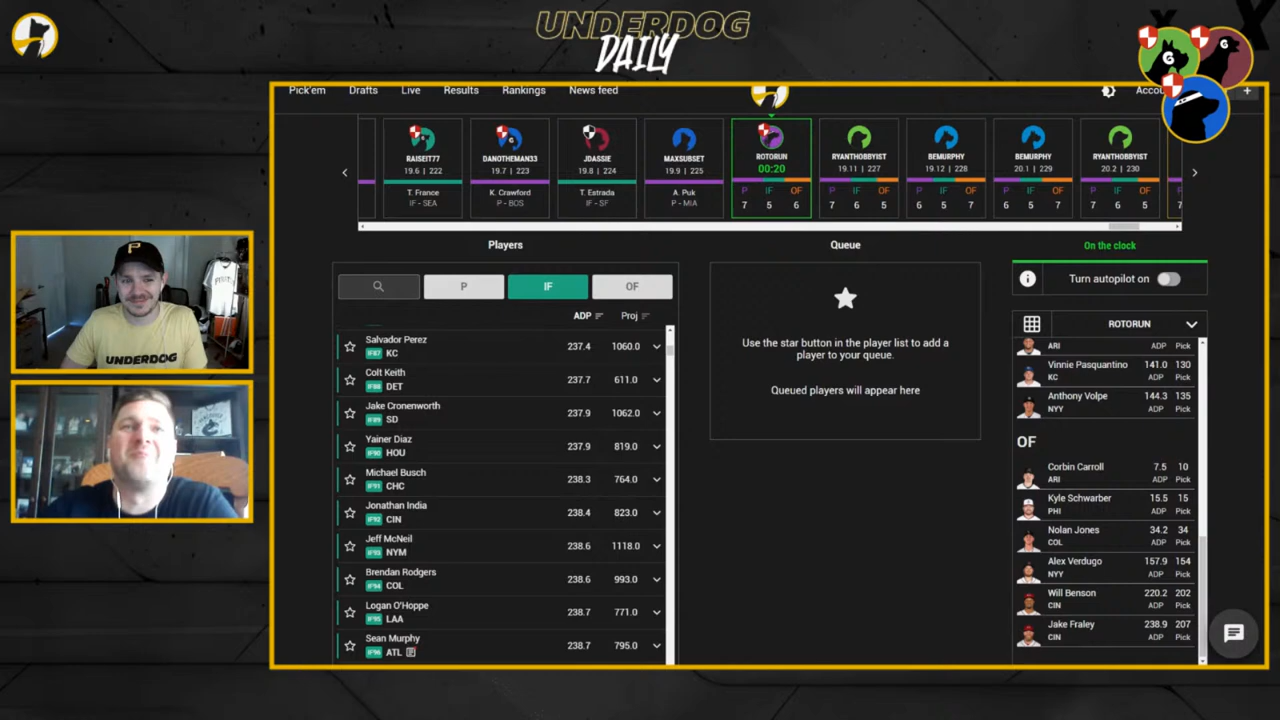 UNDERDOG
DAILY
Pick'em Drafts Live Results Rankings News feed
RAISEIT77
19.6 | 222
T. France
IF - SEA
DANOTHEMAN33
19.7 | 223
K. Crawford
P - BOS
JDASSIE
19.8 | 224
T. Estrada
IF - SF
MAXSUBSET
19.9 | 225
A. Puk
P - MIA
ROTORUN
00:20
P IF OF
7 5 6
RYANTHOBBYIST
19.11 | 227
P IF OF
7 6 5
BEMURPHY
19.12 | 228
P IF OF
6 5 7
BEMURPHY
20.1 | 229
P IF OF
6 5 7
RYANTHOBBYIST
20.2 | 230
P IF OF
7 6 5
Players
P IF OF
ADP Proj
Salvador Perez 237.4 1060.0
IF87 KC
Colt Keith 237.7 611.0
IF88 DET
Jake Cronenworth 237.9 1062.0
IF89 SD
Yainer Diaz 237.9 819.0
IF90 HOU
Michael Busch 238.3 764.0
IF91 CHC
Jonathan India 238.4 823.0
IF92 CIN
Jeff McNeil 238.6 1118.0
IF93 NYM
Brendan Rodgers 238.6 993.0
IF94 COL
Logan O'Hoppe 238.7 771.0
IF95 LAA
Sean Murphy 238.7 795.0
IF96 ATL
Queue
Use the star button in the player list to add a
player to your queue.
Queued players will appear here
On the clock
Turn autopilot on
ROTORUN
ARI ADP Pick
Vinnie Pasquantino 141.0 130
KC ADP Pick
Anthony Volpe 144.3 135
NYY ADP Pick
OF
Corbin Carroll 7.5 10
ARI ADP Pick
Kyle Schwarber 15.5 15
PHI ADP Pick
Nolan Jones 34.2 34
COL ADP Pick
Alex Verdugo 157.9 154
NYY ADP Pick
Will Benson 220.2 202
CIN ADP Pick
Jake Fraley 238.9 207
CIN ADP Pick
P
UNDERDOG
G
G